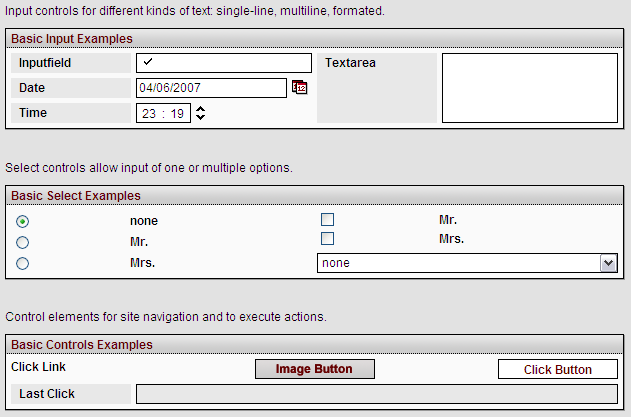 Input controls for different kinds of text: single-line, multiline, formated.
Basic Input Examples
Inputfield
Textarea
Date 04/06/2007
Time 23 : 19
Select controls allow input of one or multiple options.
Basic Select Examples
none
Mr.
Mr.
Mrs.
Mrs.
none
Control elements for site navigation and to execute actions.
Basic Controls Examples
Click Link Image Button Click Button
Last Click